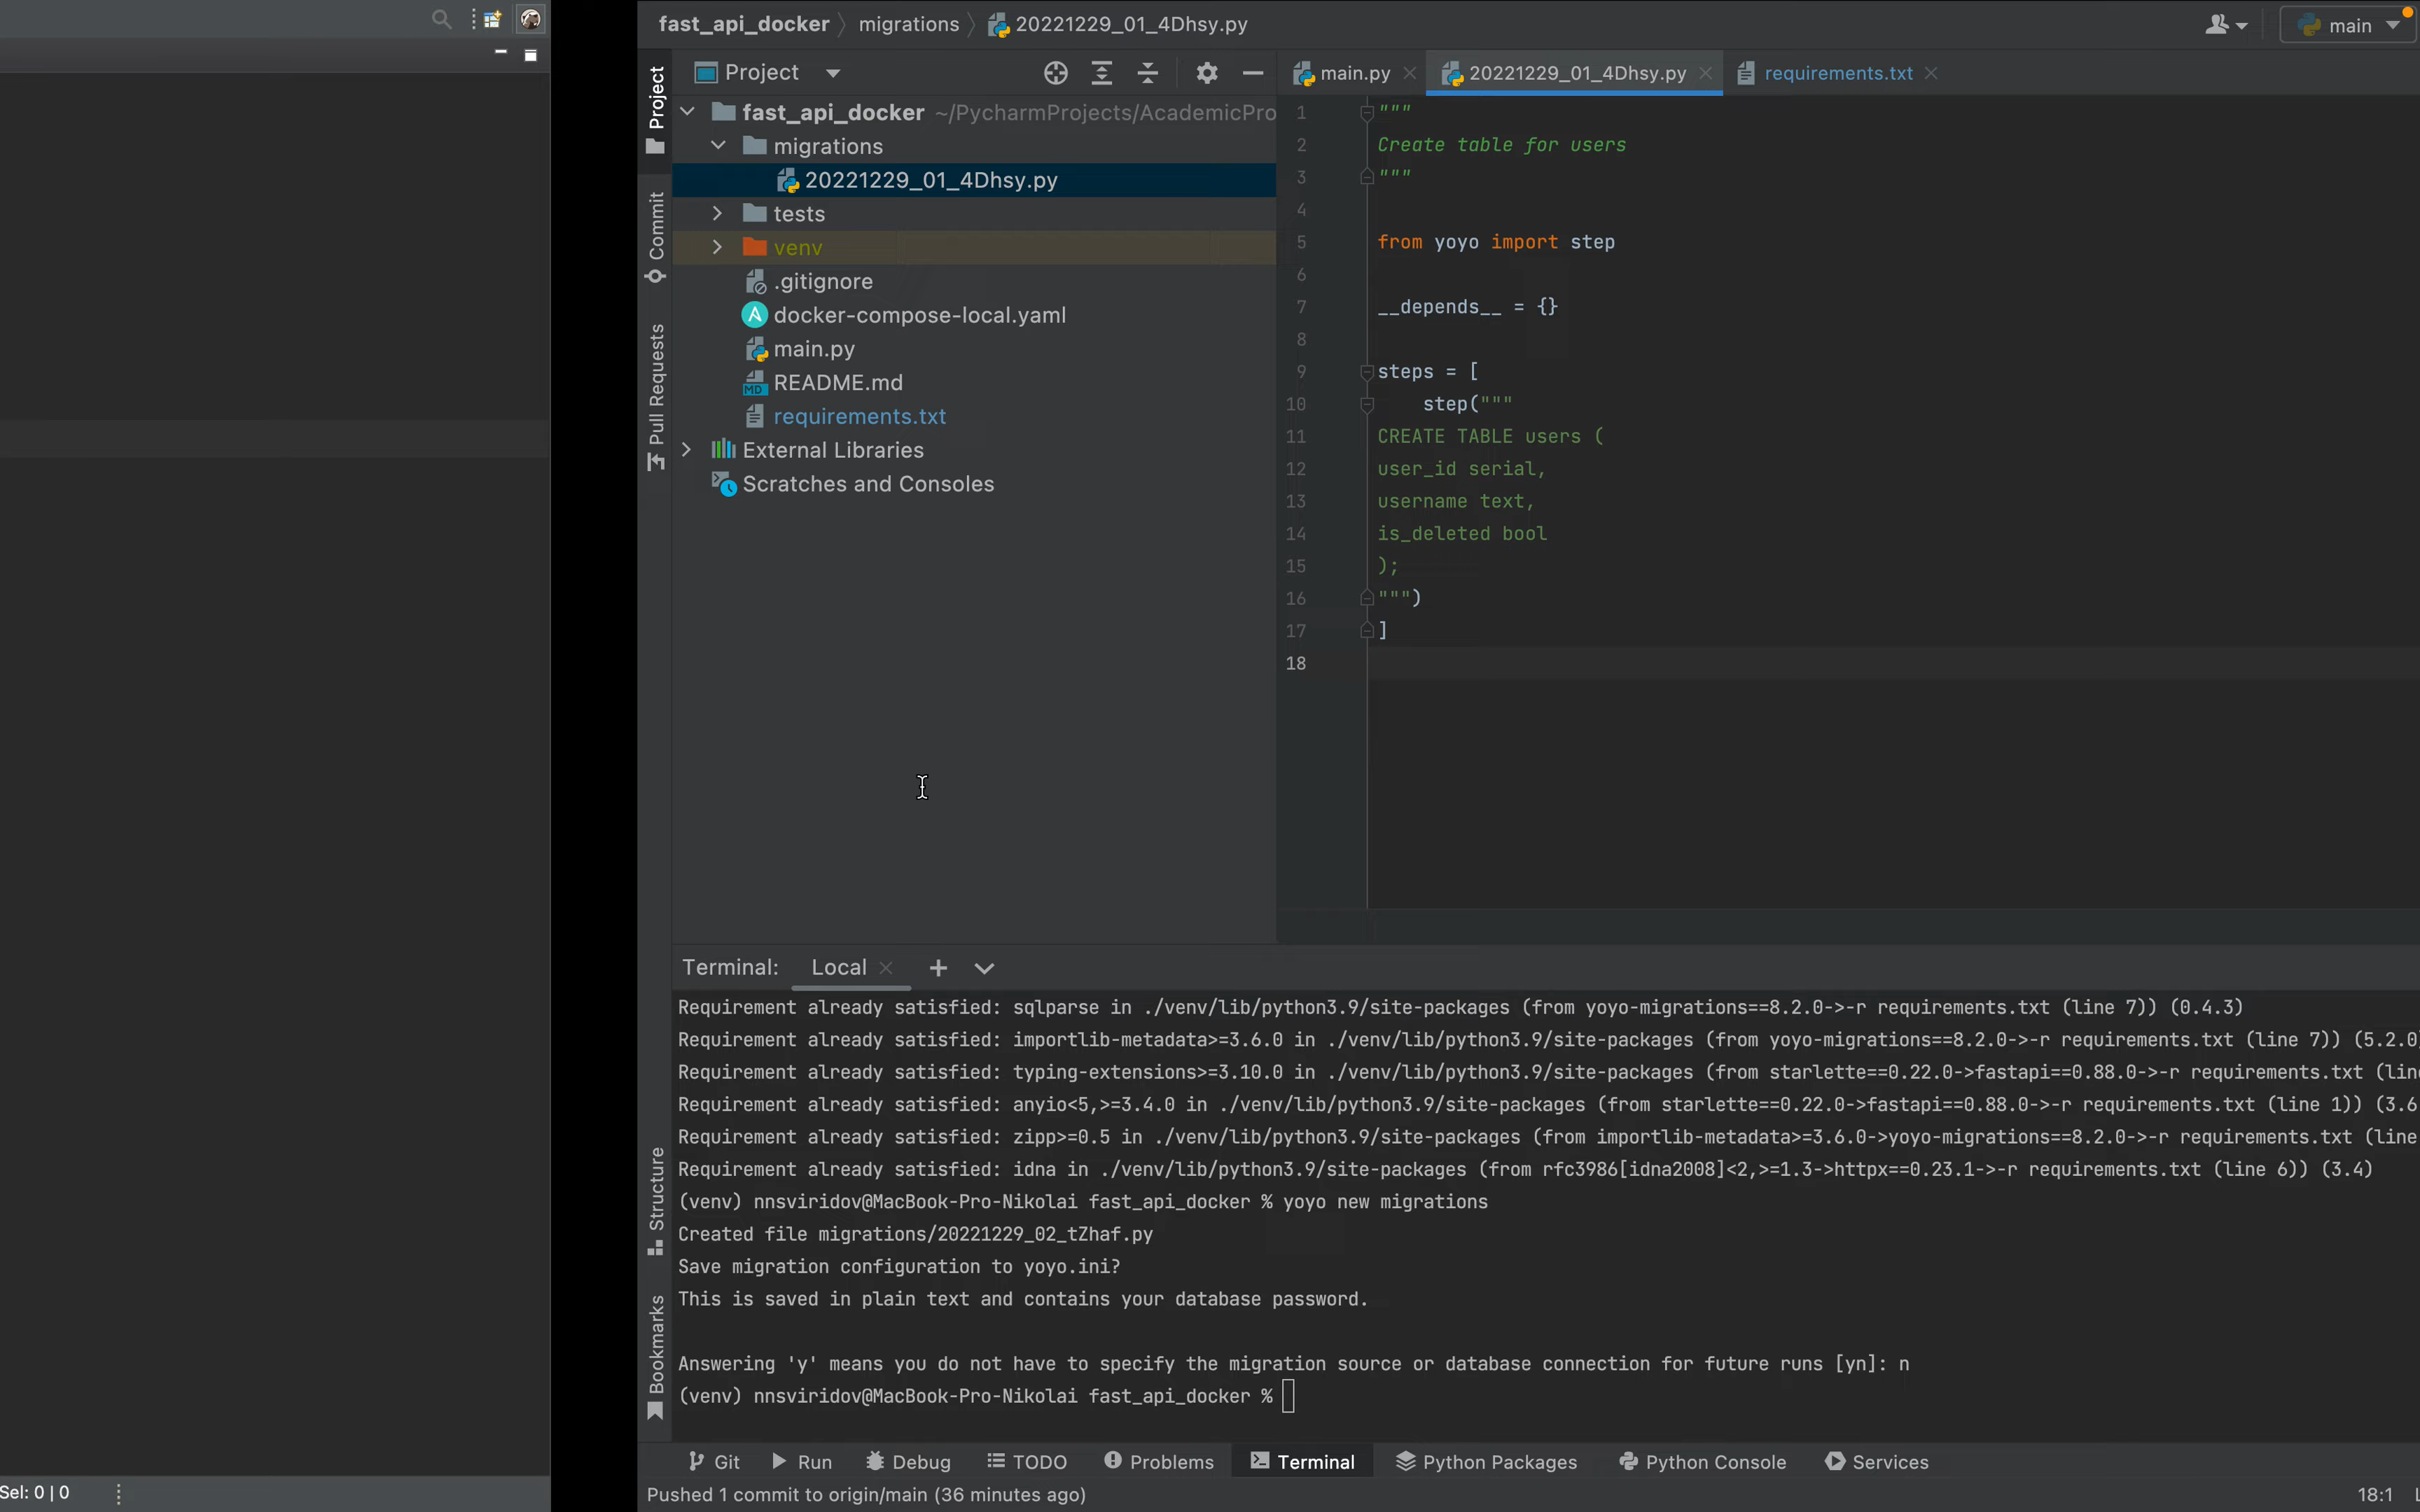 fast_api_docker migrations 20221229_01_4Dhsy.py
main
Project
main.py
20221229_01_4Dhsy.py
requirements.txt
Project
Commit
Pull Requests
Structure
Bookmarks
fast_api_docker ~/PycharmProjects/AcademicPro
migrations
20221229_01_4Dhsy.py
tests
venv
.gitignore
docker-compose-local.yaml
main.py
README.md
requirements.txt
External Libraries
Scratches and Consoles
1 """
2 Create table for users
3 """
4
5 from yoyo import step
6
7 __depends__ = {}
8
9 steps = [
10 step("""
11 CREATE TABLE users (
12 user_id serial,
13 username text,
14 is_deleted bool
15 );
16 """)
17 ]
18
Terminal: Local
Requirement already satisfied: sqlparse in ./venv/lib/python3.9/site-packages (from yoyo-migrations==8.2.0->-r requirements.txt (line 7)) (0.4.3)
Requirement already satisfied: importlib-metadata>=3.6.0 in ./venv/lib/python3.9/site-packages (from yoyo-migrations==8.2.0->-r requirements.txt (line 7)) (5.2.0
Requirement already satisfied: typing-extensions>=3.10.0 in ./venv/lib/python3.9/site-packages (from starlette==0.22.0->fastapi==0.88.0->-r requirements.txt (lin
Requirement already satisfied: anyio<5,>=3.4.0 in ./venv/lib/python3.9/site-packages (from starlette==0.22.0->fastapi==0.88.0->-r requirements.txt (line 1)) (3.6
Requirement already satisfied: zipp>=0.5 in ./venv/lib/python3.9/site-packages (from importlib-metadata>=3.6.0->yoyo-migrations==8.2.0->-r requirements.txt (line
Requirement already satisfied: idna in ./venv/lib/python3.9/site-packages (from rfc3986[idna2008]<2,>=1.3->httpx==0.23.1->-r requirements.txt (line 6)) (3.4)
(venv) nnsviridov@MacBook-Pro-Nikolai fast_api_docker % yoyo new migrations
Created file migrations/20221229_02_tZhaf.py
Save migration configuration to yoyo.ini?
This is saved in plain text and contains your database password.
Answering 'y' means you do not have to specify the migration source or database connection for future runs [yn]: n
(venv) nnsviridov@MacBook-Pro-Nikolai fast_api_docker %
Git Run Debug TODO Problems Terminal Python Packages Python Console Services
Sel: 0 | 0
Pushed 1 commit to origin/main (36 minutes ago)
18:1